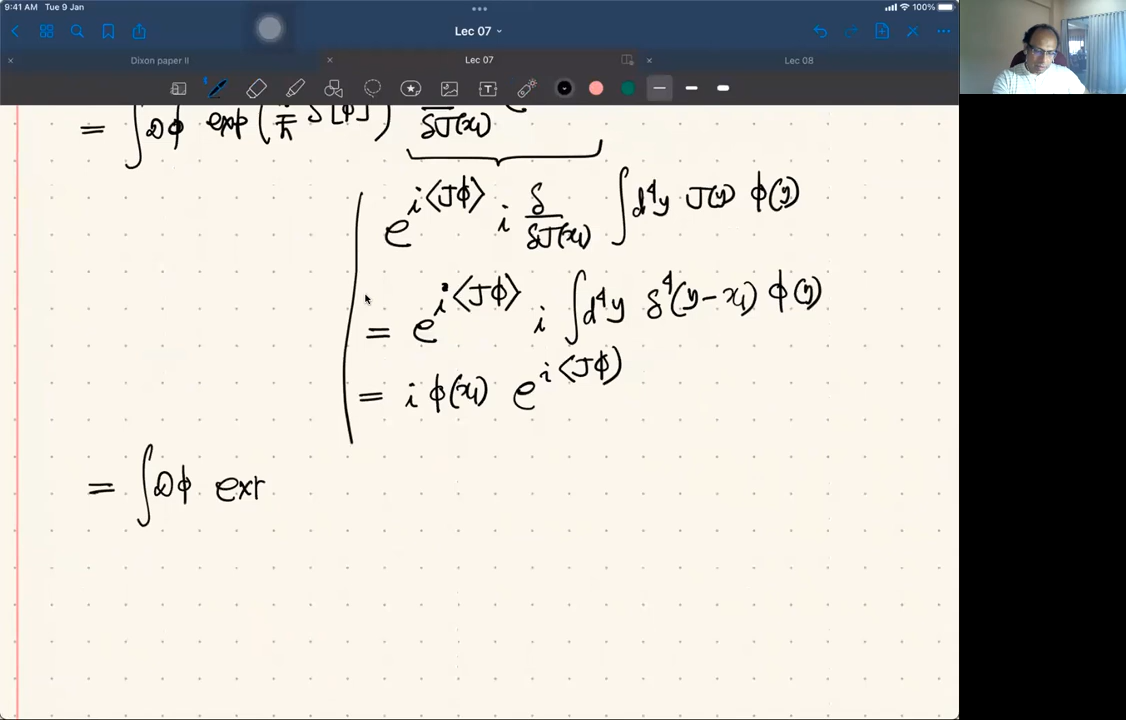 9:41 AM Tue 9 Jan
100%
Lec 07
Dixon paper II
Lec 07
Lec 08
= ∫𝒟ϕ exp(i/ħ S[ϕ]) δ/δJ(x₁) e
e^{i⟨Jϕ⟩} i δ/δJ(x₁) ∫d⁴y J(y) ϕ(y)
= e^{i⟨Jϕ⟩} i ∫d⁴y δ⁴(y-x₁) ϕ(y)
= i ϕ(x₁) e^{i⟨Jϕ⟩}
= ∫𝒟ϕ exp